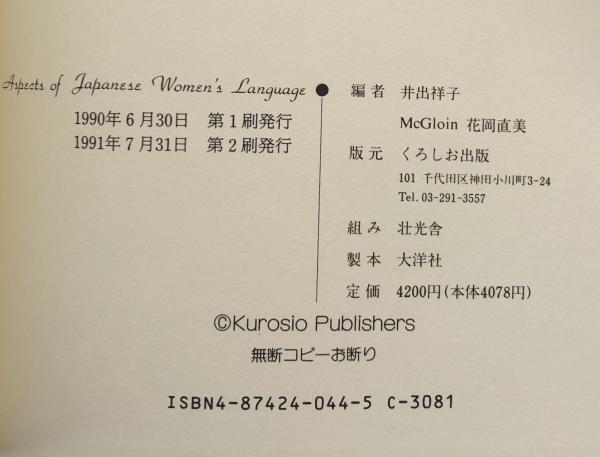 Aspects of Japanese Women's Language
1990年6月30日 第1刷発行
1991年7月31日 第2刷発行
編者 井出祥子
McGloin 花岡直美
版元 くろしお出版
101 千代田区神田小川町3-24
Tel. 03-291-3557
組み 壮光舎
製本 大洋社
定価 4200円(本体4078円)
©Kurosio Publishers
無断コピーお断り
ISBN4-87424-044-5 C-3081